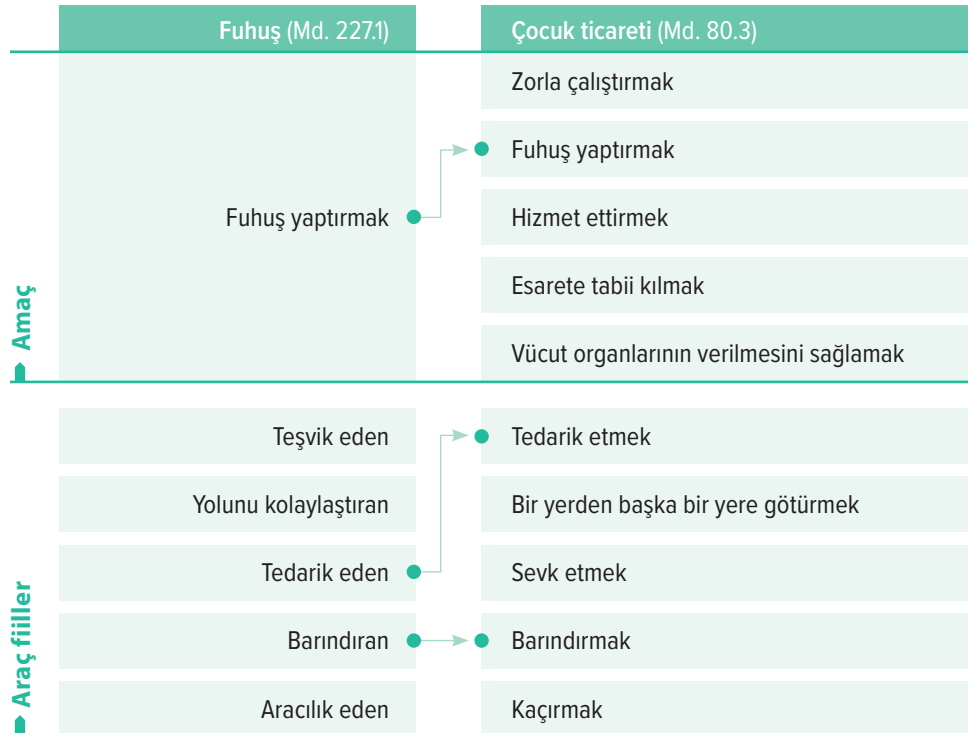 Fuhuş (Md. 227.1)
Çocuk ticareti (Md. 80.3)
Amaç
Fuhuş yaptırmak
Zorla çalıştırmak
Fuhuş yaptırmak
Hizmet ettirmek
Esarete tabii kılmak
Vücut organlarının verilmesini sağlamak
Araç fiiller
Teşvik eden
Tedarik etmek
Yolunu kolaylaştıran
Bir yerden başka bir yere götürmek
Tedarik eden
Sevk etmek
Barındıran
Barındırmak
Aracılık eden
Kaçırmak